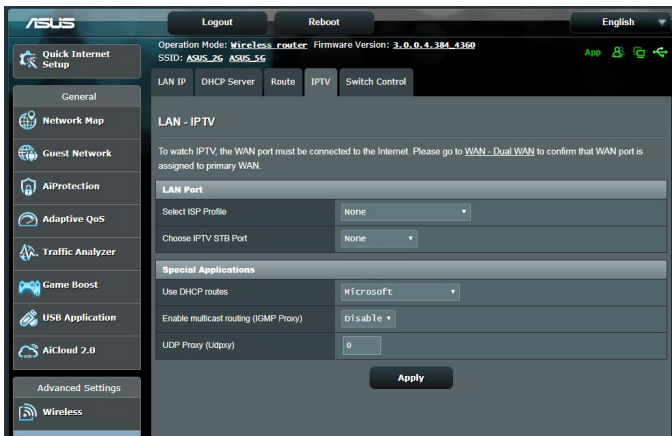 ASUS
Logout
Reboot
English
Quick Internet
Setup
Operation Mode: Wireless router Firmware Version: 3.0.0.4.384_4360
SSID: ASUS_2G ASUS_5G
App
General
Network Map
Guest Network
AiProtection
Adaptive QoS
Traffic Analyzer
Game Boost
USB Application
AiCloud 2.0
Advanced Settings
Wireless
LAN IP
DHCP Server
Route
IPTV
Switch Control
LAN - IPTV
To watch IPTV, the WAN port must be connected to the Internet. Please go to WAN - Dual WAN to confirm that WAN port is
assigned to primary WAN.
LAN Port
Select ISP Profile None
Choose IPTV STB Port None
Special Applications
Use DHCP routes Microsoft
Enable multicast routing (IGMP Proxy) Disable
UDP Proxy (Udpxy) 0
Apply